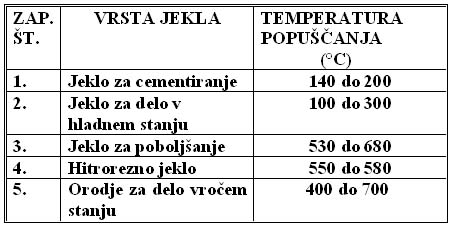 ZAP. ŠT. VRSTA JEKLA TEMPERATURA POPUŠČANJA (°C)
1. Jeklo za cementiranje 140 do 200
2. Jeklo za delo v hladnem stanju 100 do 300
3. Jeklo za poboljšanje 530 do 680
4. Hitrorezno jeklo 550 do 580
5. Orodje za delo vročem stanju 400 do 700